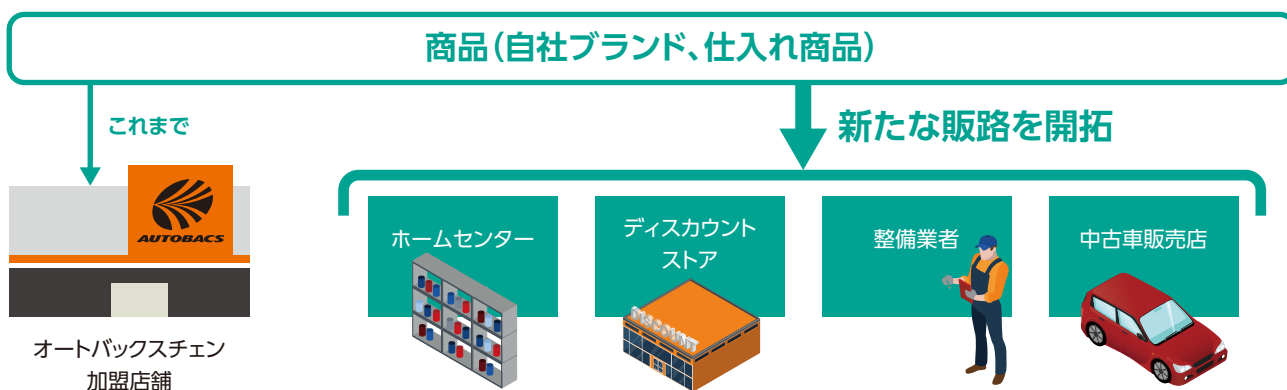 商品（自社ブランド、仕入れ商品）
これまで
新たな販路を開拓
AUTOBACS
オートバックスチェン
加盟店舗
ホームセンター
ディスカウント
ストア
DISCOUNT
整備業者
中古車販売店